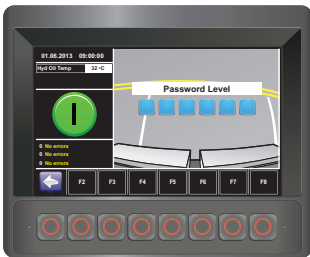 01.06.2013 09:00:00
Hyd Oil Temp 32 °C
Password Level
I
0 No errors
0 No errors
0 No errors
F2 F3 F4 F5 F6 F7 F8